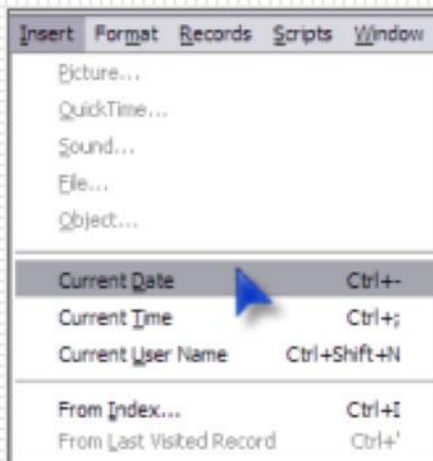 Insert Format Records Scripts Window
Picture...
QuickTime...
Sound...
File...
Object...
Current Date Ctrl+-
Current Time Ctrl+;
Current User Name Ctrl+Shift+N
From Index... Ctrl+I
From Last Visited Record Ctrl+'